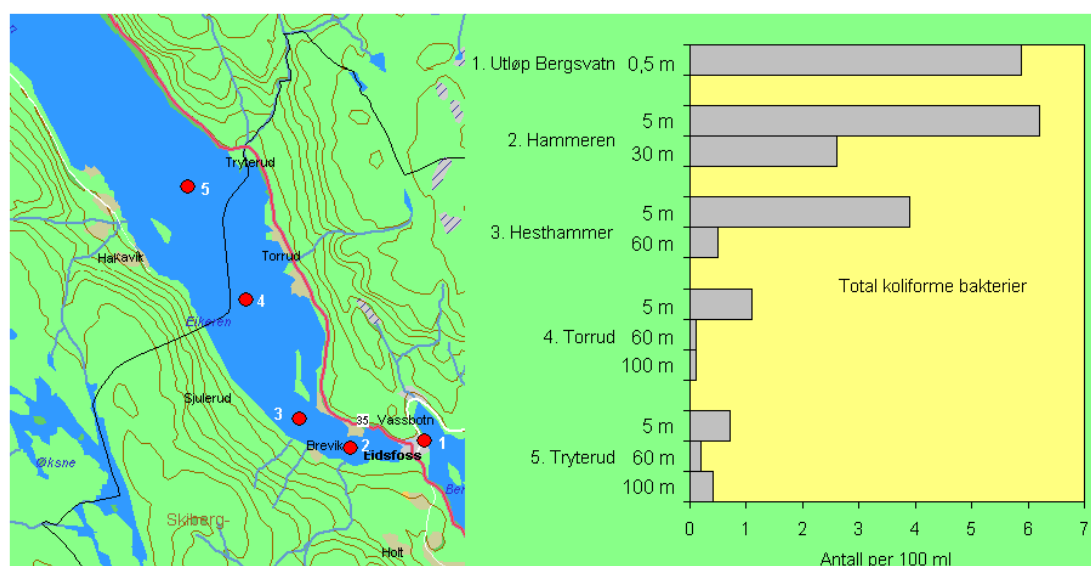 Tryterud
5
Hakavik
Torrud
4
Eikeren
Sjulerud
3
35
Vassbotn
1
Brevik
2
Eidsfoss
Øksne
Skiberg-
Holt
1. Utløp Bergsvatn 0,5 m
5 m
2. Hammeren
30 m
5 m
3. Hesthammer
60 m
Total koliforme bakterier
5 m
4. Torrud 60 m
100 m
5 m
5. Tryterud 60 m
100 m
0 1 2 3 4 5 6 7
Antall per 100 ml